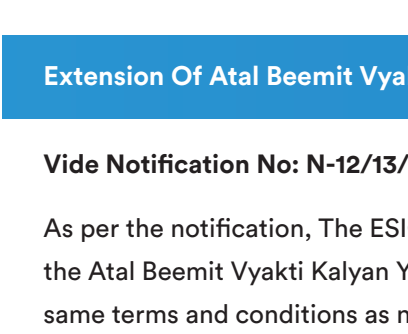 Extension Of Atal Beemit Vya
Vide Notification No: N-12/13/
As per the notification, The ESI
the Atal Beemit Vyakti Kalyan Y
same terms and conditions as n